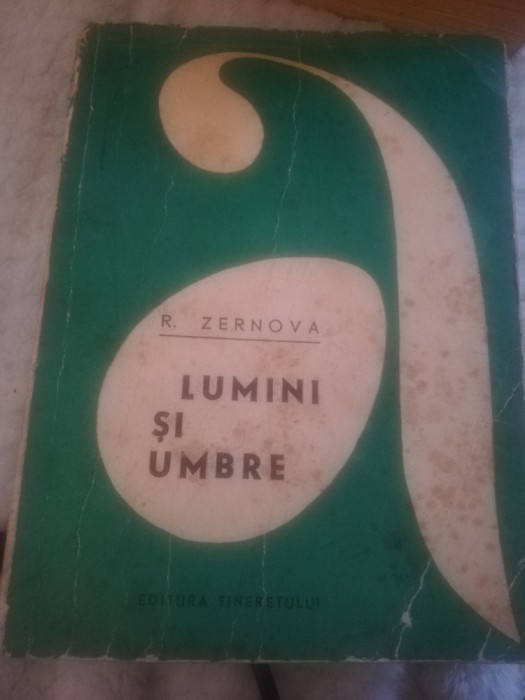 R. ZERNOVA
LUMINI
ȘI
UMBRE
EDITURA TINERETULUI